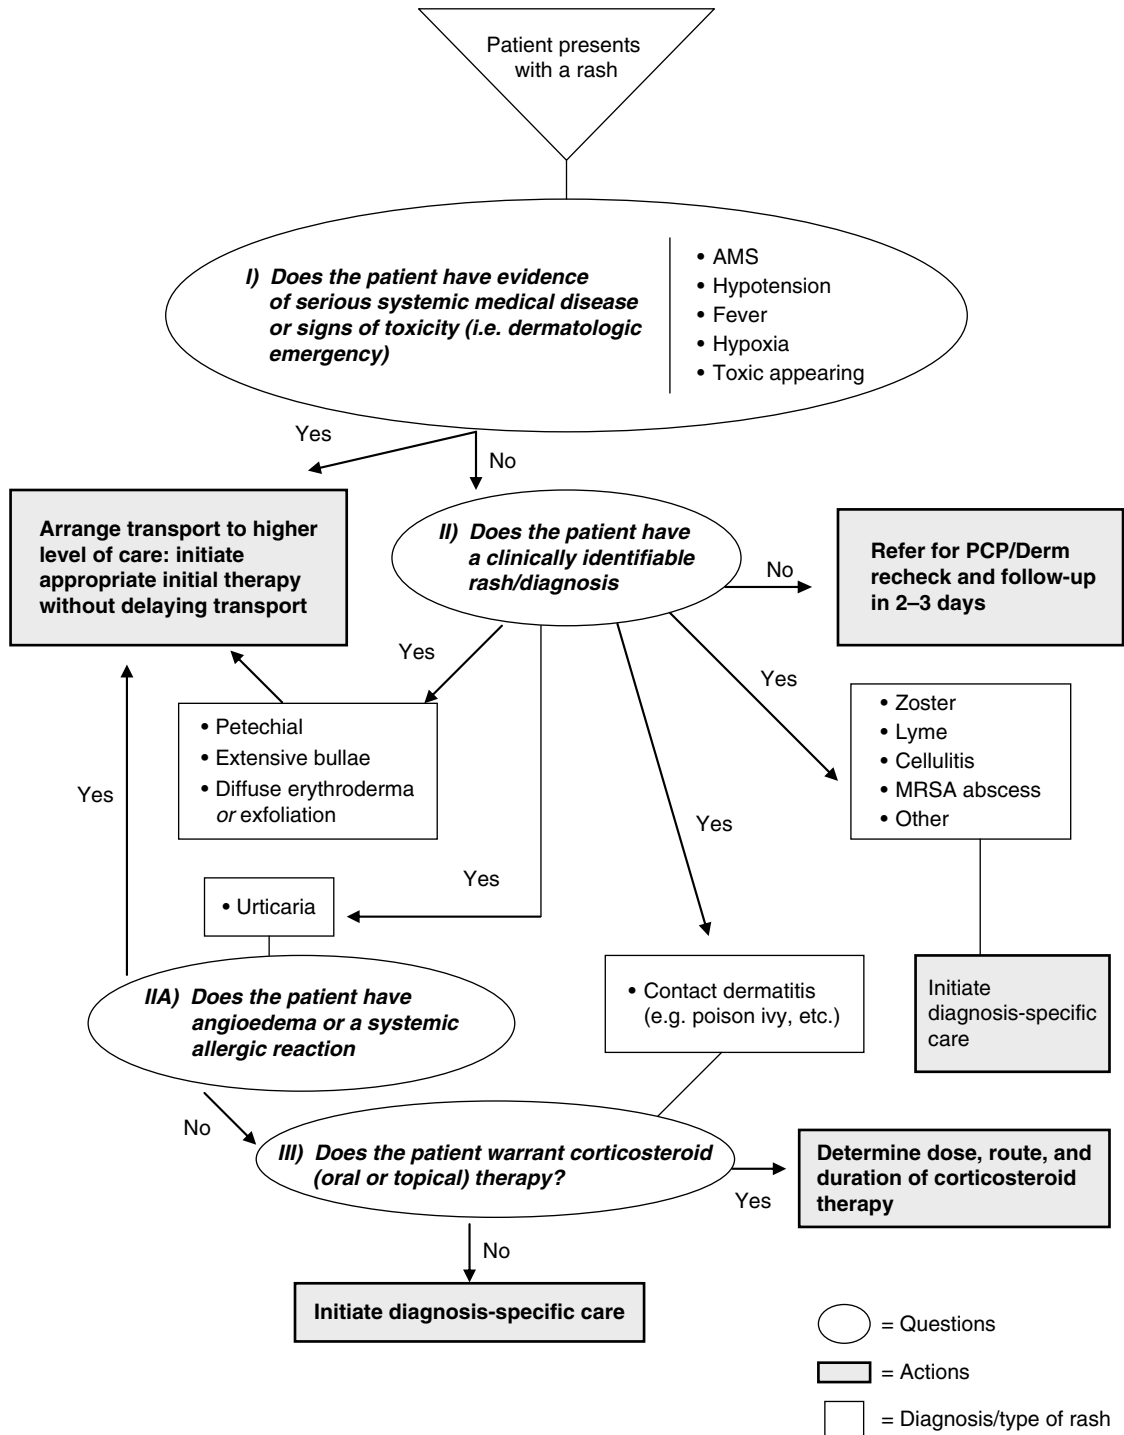 Patient presents
with a rash
I) Does the patient have evidence
of serious systemic medical disease
or signs of toxicity (i.e. dermatologic
emergency)
• AMS
• Hypotension
• Fever
• Hypoxia
• Toxic appearing
Yes
No
Arrange transport to higher
level of care: initiate
appropriate initial therapy
without delaying transport
II) Does the patient have
a clinically identifiable
rash/diagnosis
No
Refer for PCP/Derm
recheck and follow-up
in 2–3 days
Yes
Yes
• Petechial
• Extensive bullae
• Diffuse erythroderma
or exfoliation
• Zoster
• Lyme
• Cellulitis
• MRSA abscess
• Other
Yes
Yes
Yes
• Urticaria
IIA) Does the patient have
angioedema or a systemic
allergic reaction
• Contact dermatitis
(e.g. poison ivy, etc.)
Initiate
diagnosis-specific
care
No
III) Does the patient warrant corticosteroid
(oral or topical) therapy?
Yes
Determine dose, route, and
duration of corticosteroid
therapy
No
Initiate diagnosis-specific care
= Questions
= Actions
= Diagnosis/type of rash